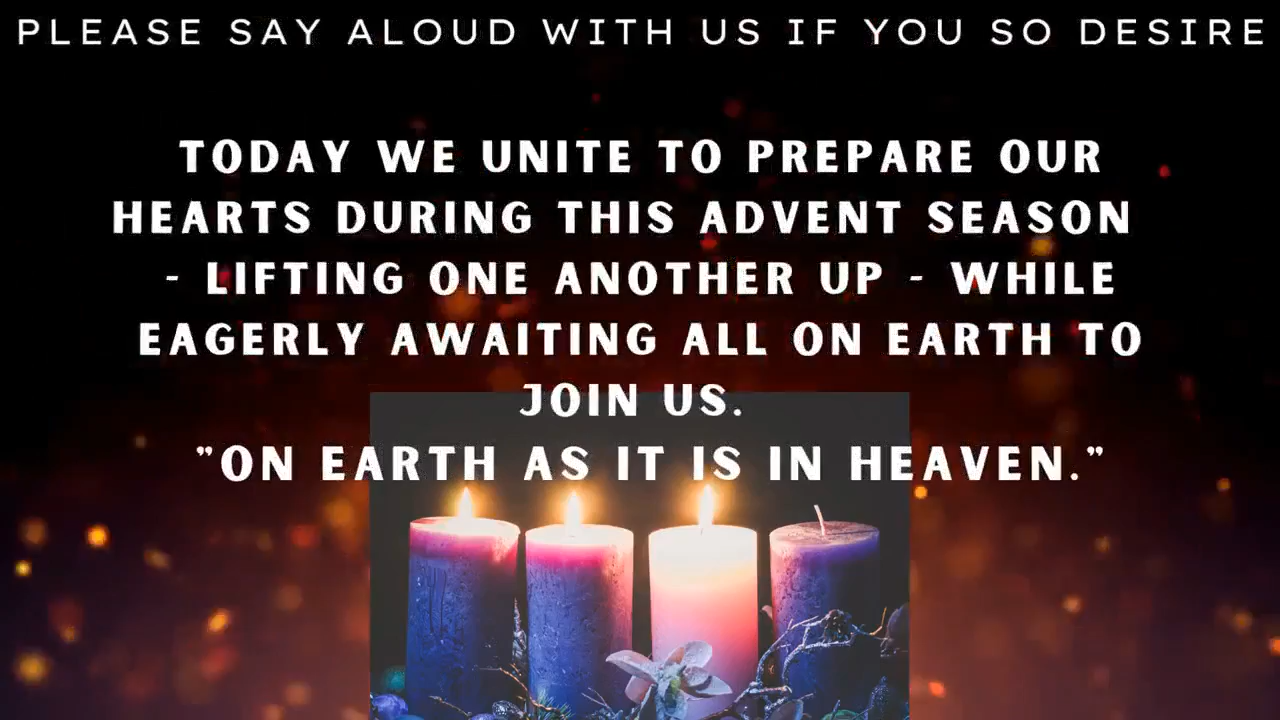 PLEASE SAY ALOUD WITH US IF YOU SO DESIRE
TODAY WE UNITE TO PREPARE OUR
HEARTS DURING THIS ADVENT SEASON
- LIFTING ONE ANOTHER UP - WHILE
EAGERLY AWAITING ALL ON EARTH TO
JOIN US.
"ON EARTH AS IT IS IN HEAVEN."